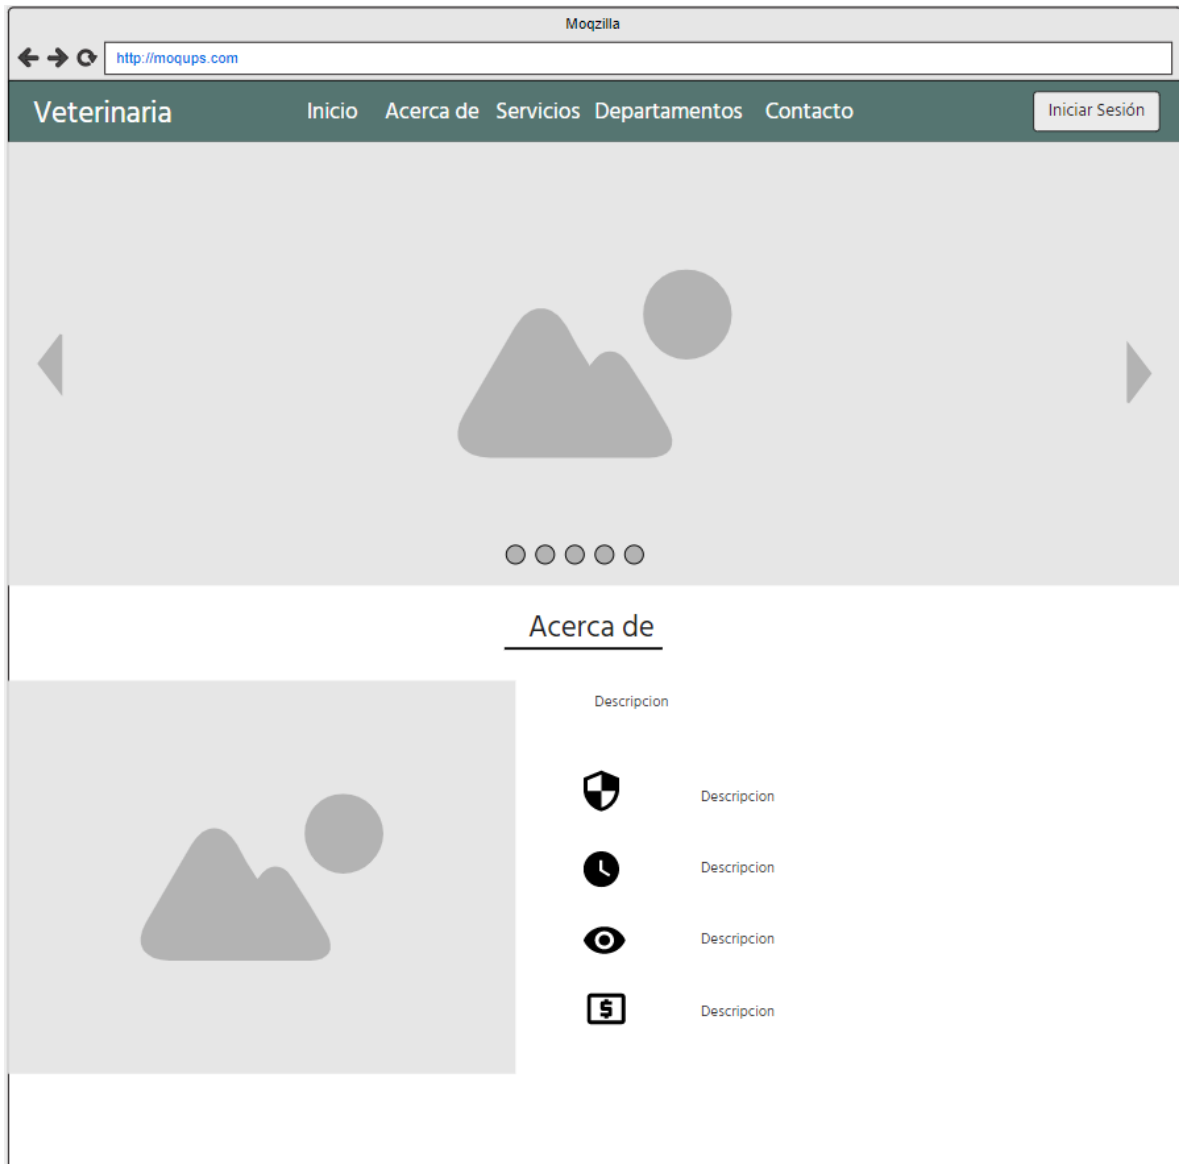 Moqzilla
http://moqups.com
Veterinaria Inicio Acerca de Servicios Departamentos Contacto Iniciar Sesión
Acerca de
Descripcion
Descripcion
Descripcion
Descripcion
Descripcion